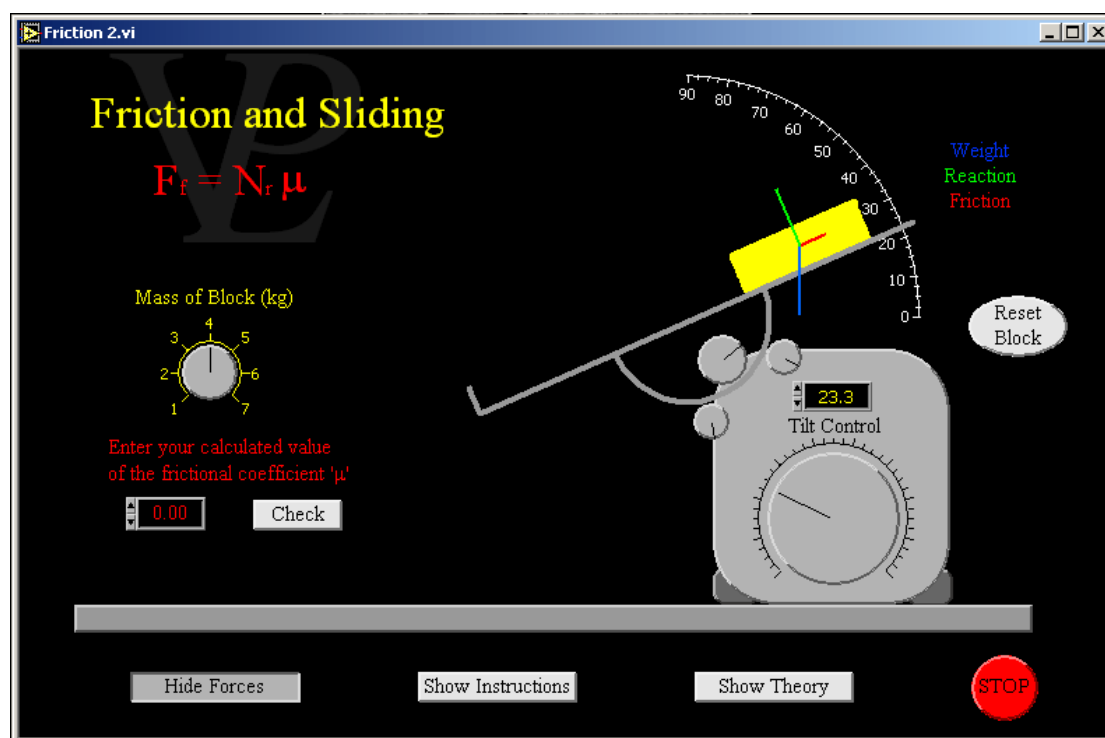 Friction 2.vi
VPL
Friction and Sliding
Ff = Nr μ
90
80
70
60
50
40
30
20
10
0
Weight
Reaction
Friction
Mass of Block (kg)
1
2
3
4
5
6
7
Reset
Block
23.3
Tilt Control
Enter your calculated value
of the frictional coefficient 'μ'
0.00
Check
Hide Forces
Show Instructions
Show Theory
STOP